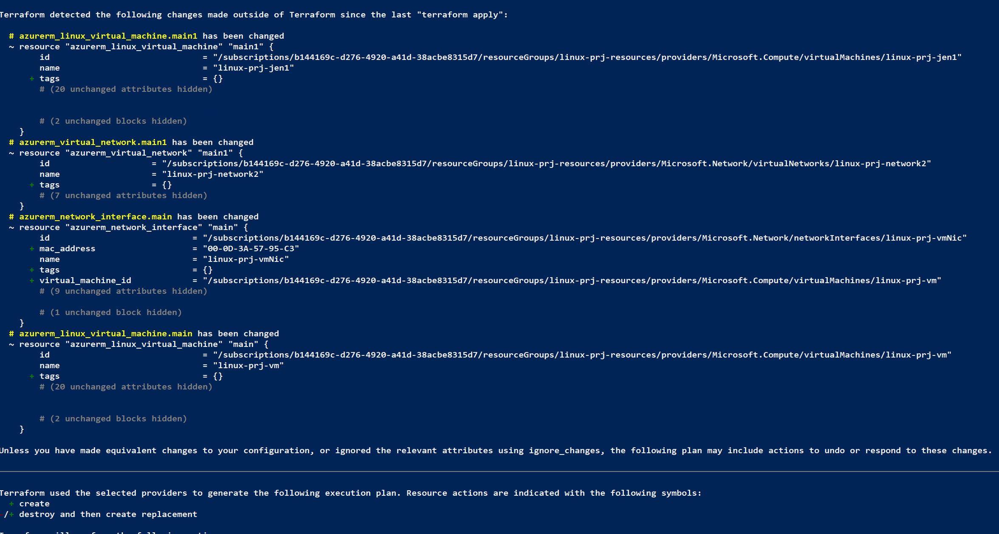 Terraform detected the following changes made outside of Terraform since the last "terraform apply":
# azurerm_linux_virtual_machine.main1 has been changed
~ resource "azurerm_linux_virtual_machine" "main1" {
id = "/subscriptions/b144169c-d276-4920-a41d-38acbe8315d7/resourceGroups/linux-prj-resources/providers/Microsoft.Compute/virtualMachines/linux-prj-jen1"
name = "linux-prj-jen1"
+ tags = {}
# (20 unchanged attributes hidden)
# (2 unchanged blocks hidden)
}
# azurerm_virtual_network.main1 has been changed
~ resource "azurerm_virtual_network" "main1" {
id = "/subscriptions/b144169c-d276-4920-a41d-38acbe8315d7/resourceGroups/linux-prj-resources/providers/Microsoft.Network/virtualNetworks/linux-prj-network2"
name = "linux-prj-network2"
+ tags = {}
# (7 unchanged attributes hidden)
}
# azurerm_network_interface.main has been changed
~ resource "azurerm_network_interface" "main" {
id = "/subscriptions/b144169c-d276-4920-a41d-38acbe8315d7/resourceGroups/linux-prj-resources/providers/Microsoft.Network/networkInterfaces/linux-prj-vmNic"
+ mac_address = "00-0D-3A-57-95-C3"
name = "linux-prj-vmNic"
+ tags = {}
+ virtual_machine_id = "/subscriptions/b144169c-d276-4920-a41d-38acbe8315d7/resourceGroups/linux-prj-resources/providers/Microsoft.Compute/virtualMachines/linux-prj-vm"
# (9 unchanged attributes hidden)
# (1 unchanged block hidden)
}
# azurerm_linux_virtual_machine.main has been changed
~ resource "azurerm_linux_virtual_machine" "main" {
id = "/subscriptions/b144169c-d276-4920-a41d-38acbe8315d7/resourceGroups/linux-prj-resources/providers/Microsoft.Compute/virtualMachines/linux-prj-vm"
name = "linux-prj-vm"
+ tags = {}
# (20 unchanged attributes hidden)
# (2 unchanged blocks hidden)
}
Unless you have made equivalent changes to your configuration, or ignored the relevant attributes using ignore_changes, the following plan may include actions to undo or respond to these changes.
Terraform used the selected providers to generate the following execution plan. Resource actions are indicated with the following symbols:
+ create
-/+ destroy and then create replacement